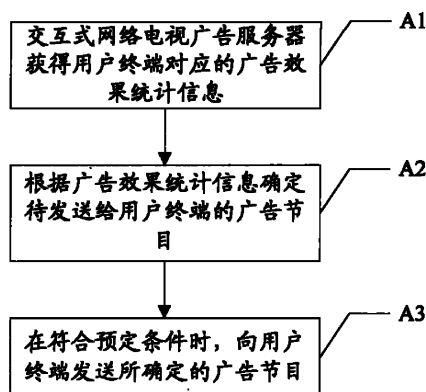 交互式网络电视广告服务器
获得用户终端对应的广告效
果统计信息
A1
根据广告效果统计信息确定
待发送给用户终端的广告节
目
A2
在符合预定条件时，向用户
终端发送所确定的广告节目
A3